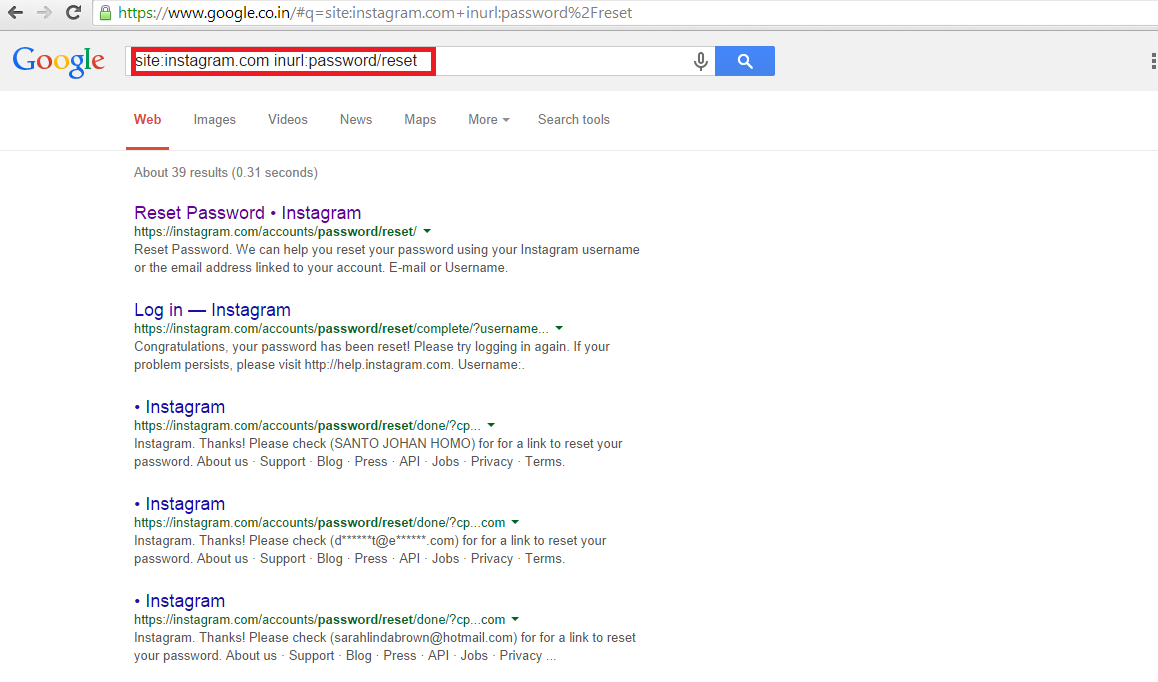 https://www.google.co.in/#q=site:instagram.com+inurl:password%2Freset
Google
site:instagram.com inurl:password/reset
Web Images Videos News Maps More Search tools
About 39 results (0.31 seconds)
Reset Password • Instagram
https://instagram.com/accounts/password/reset/
Reset Password. We can help you reset your password using your Instagram username
or the email address linked to your account. E-mail or Username.
Log in — Instagram
https://instagram.com/accounts/password/reset/complete/?username...
Congratulations, your password has been reset! Please try logging in again. If your
problem persists, please visit http://help.instagram.com. Username:.
• Instagram
https://instagram.com/accounts/password/reset/done/?cp...
Instagram. Thanks! Please check (SANTO JOHAN HOMO) for for a link to reset your
password. About us · Support · Blog · Press · API · Jobs · Privacy · Terms.
• Instagram
https://instagram.com/accounts/password/reset/done/?cp...com
Instagram. Thanks! Please check (d******t@e******.com) for for a link to reset your
password. About us · Support · Blog · Press · API · Jobs · Privacy · Terms.
• Instagram
https://instagram.com/accounts/password/reset/done/?cp...com
Instagram. Thanks! Please check (sarahlindabrown@hotmail.com) for for a link to reset
your password. About us · Support · Blog · Press · API · Jobs · Privacy ...